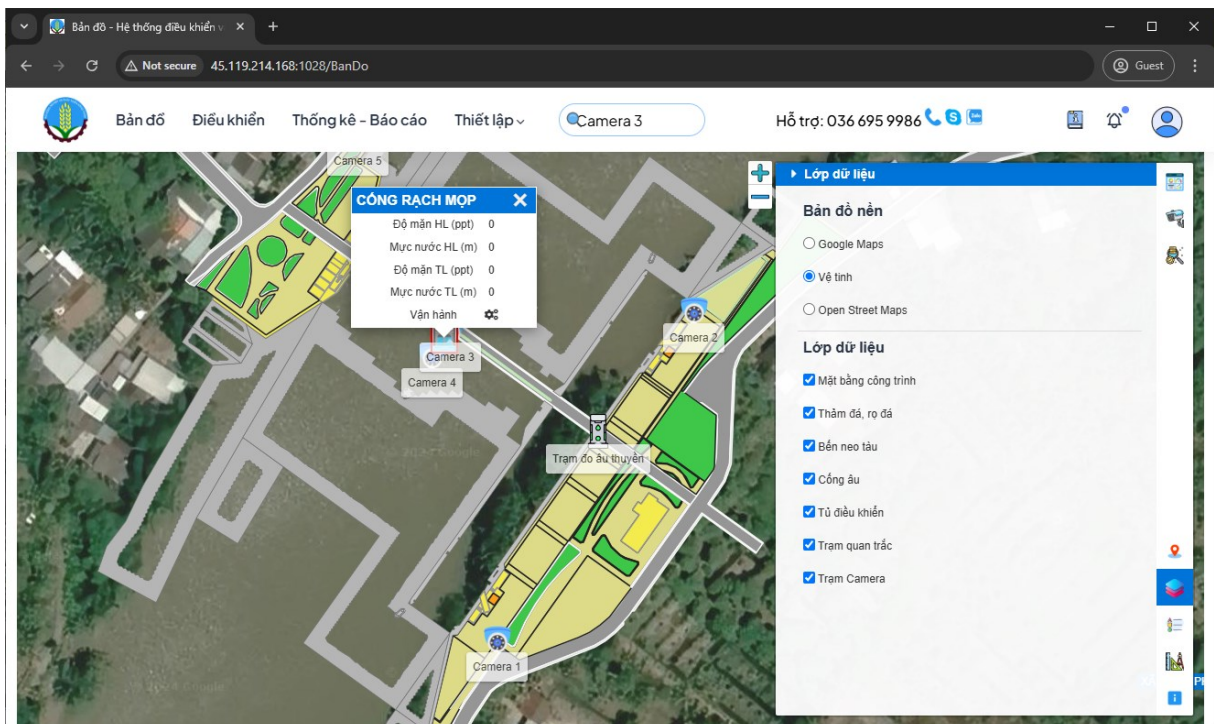 Bản đồ - Hệ thống điều khiển v
Not secure 45.119.214.168:1028/BanDo
Guest
Bản đồ Điều khiển Thống kê - Báo cáo Thiết lập Camera 3 Hỗ trợ: 036 695 9986
Camera 5
CỐNG RẠCH MỌP
Độ mặn HL (ppt) 0
Mực nước HL (m) 0
Độ mặn TL (ppt) 0
Mực nước TL (m) 0
Vận hành
Camera 2
Camera 3
Camera 4
Trạm đo âu thuyền
Camera 1
Lớp dữ liệu
Bản đồ nền
Google Maps
Vệ tinh
Open Street Maps
Lớp dữ liệu
Mặt bằng công trình
Thảm đá, rọ đá
Bến neo tàu
Cống âu
Tủ điều khiển
Trạm quan trắc
Trạm Camera